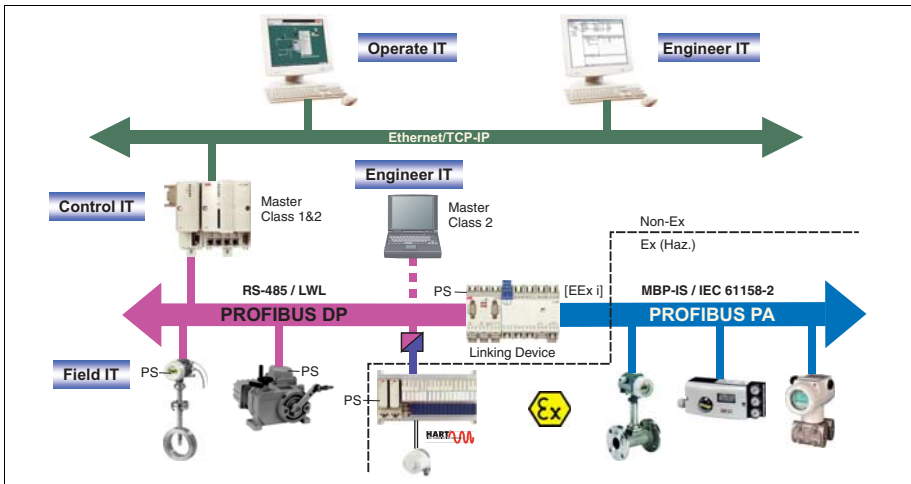 Operate IT
Engineer IT
Ethernet/TCP-IP
Engineer IT
Control IT
Master
Class 1&2
Master
Class 2
Non-Ex
Ex (Haz.)
RS-485 / LWL
PS
[EEx i]
MBP-IS / IEC 61158-2
PROFIBUS DP
PROFIBUS PA
Linking Device
Field IT
PS
PS
PS
Ex
HART